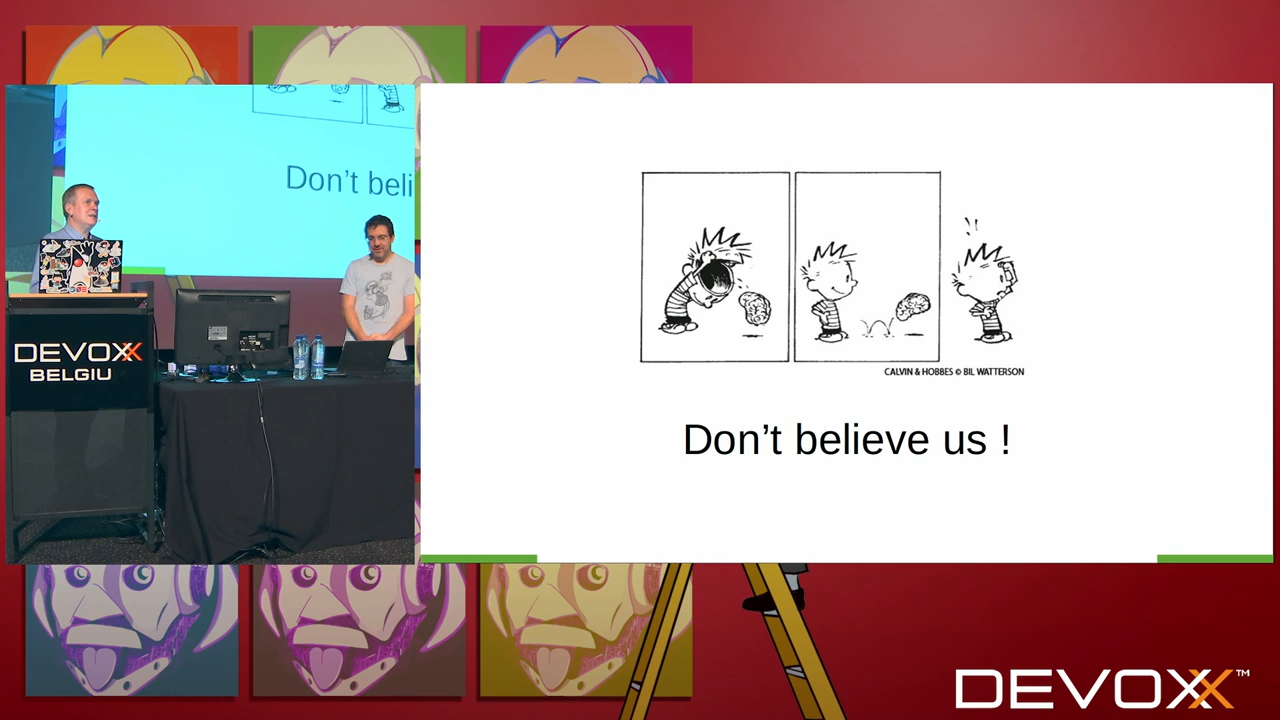 Don't beli
DEVOXX
BELGIU
!!
CALVIN & HOBBES © BIL WATTERSON
Don't believe us !
DEVOXX™